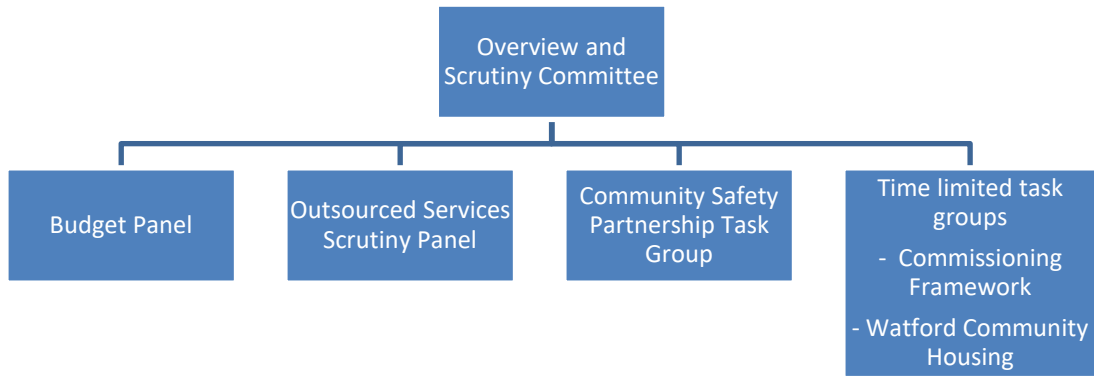 Overview and
Scrutiny Committee
Budget Panel
Outsourced Services
Scrutiny Panel
Community Safety
Partnership Task
Group
Time limited task
groups
- Commissioning
Framework
- Watford Community
Housing